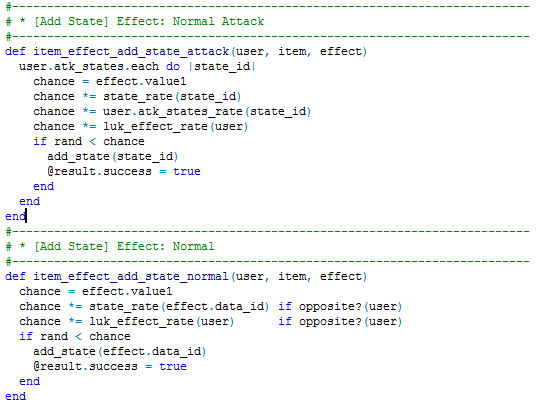 #--------------------------------------------------------------------------
# * [Add State] Effect: Normal Attack
#--------------------------------------------------------------------------
def item_effect_add_state_attack(user, item, effect)
  user.atk_states.each do |state_id|
    chance = effect.value1
    chance *= state_rate(state_id)
    chance *= user.atk_states_rate(state_id)
    chance *= luk_effect_rate(user)
    if rand < chance
      add_state(state_id)
      @result.success = true
    end
  end
end
#--------------------------------------------------------------------------
# * [Add State] Effect: Normal
#--------------------------------------------------------------------------
def item_effect_add_state_normal(user, item, effect)
  chance = effect.value1
  chance *= state_rate(effect.data_id) if opposite?(user)
  chance *= luk_effect_rate(user)      if opposite?(user)
  if rand < chance
    add_state(effect.data_id)
    @result.success = true
  end
end